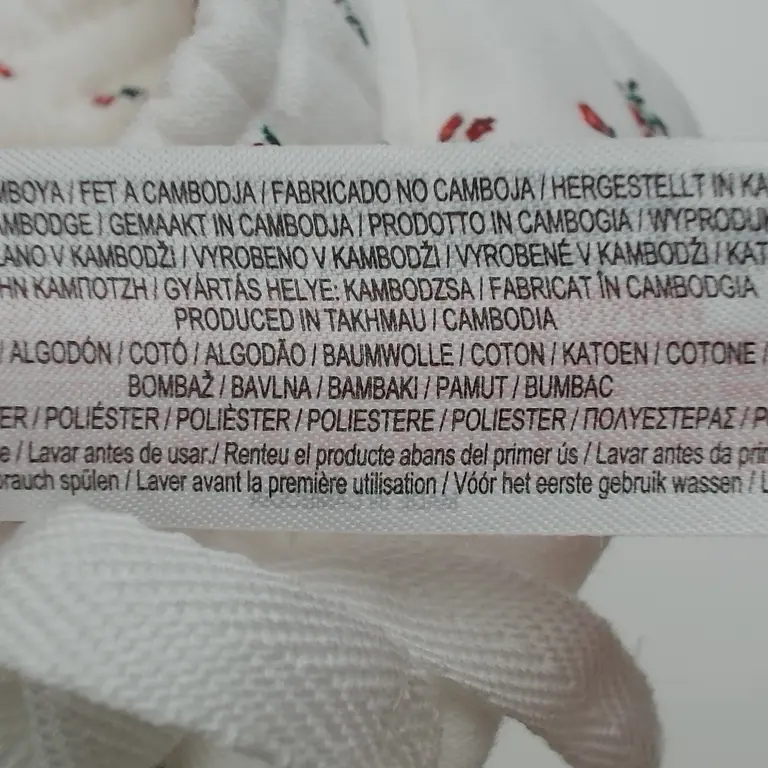 MBOYA / FET A CAMBODJA / FABRICADO NO CAMBOJA / HERGESTELLT IN KA
AMBODGE / GEMAAKT IN CAMBODJA / PRODOTTO IN CAMBOGIA / WYPRODUK
LANO V KAMBODŽI / VYROBENO V KAMBODŽI / VYROBENÉ V KAMBODŽI / KAT
ΗΝ ΚΑΜΠΟΤΖΗ / GYÁRTÁS HELYE: KAMBODZSA / FABRICAT ÎN CAMBODGIA
PRODUCED IN TAKHMAU / CAMBODIA
/ ALGODÓN / COTÓ / ALGODÃO / BAUMWOLLE / COTON / KATOEN / COTONE /
BOMBAŽ / BAVLNA / BAMBAKI / PAMUT / BUMBAC
ER / POLIÉSTER / POLIÈSTER / POLIESTERE / POLIESTER / ΠΟΛΥΕΣΤΕΡΑΣ / P
e / Lavar antes de usar./ Renteu el producte abans del primer ús / Lavar antes da prim
brauch spülen / Laver avant la première utilisation / Vóór het eerste gebruik wassen / L